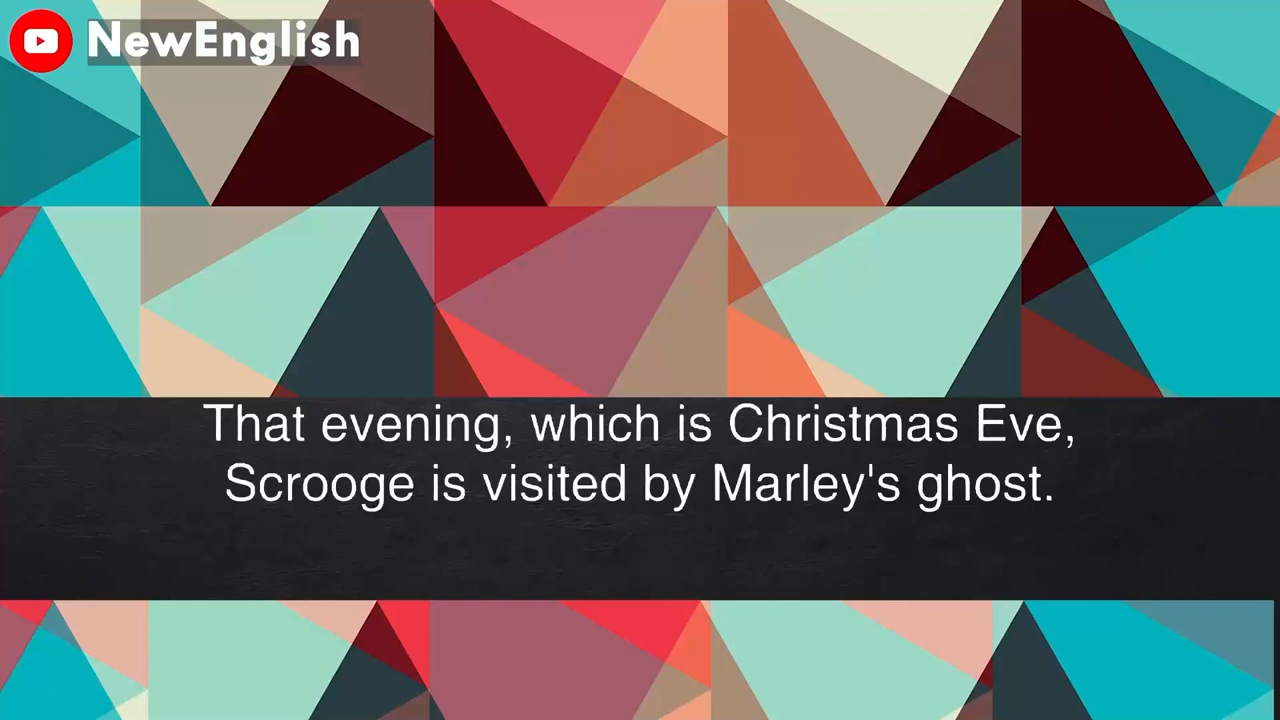 NewEnglish
That evening, which is Christmas Eve,
Scrooge is visited by Marley's ghost.